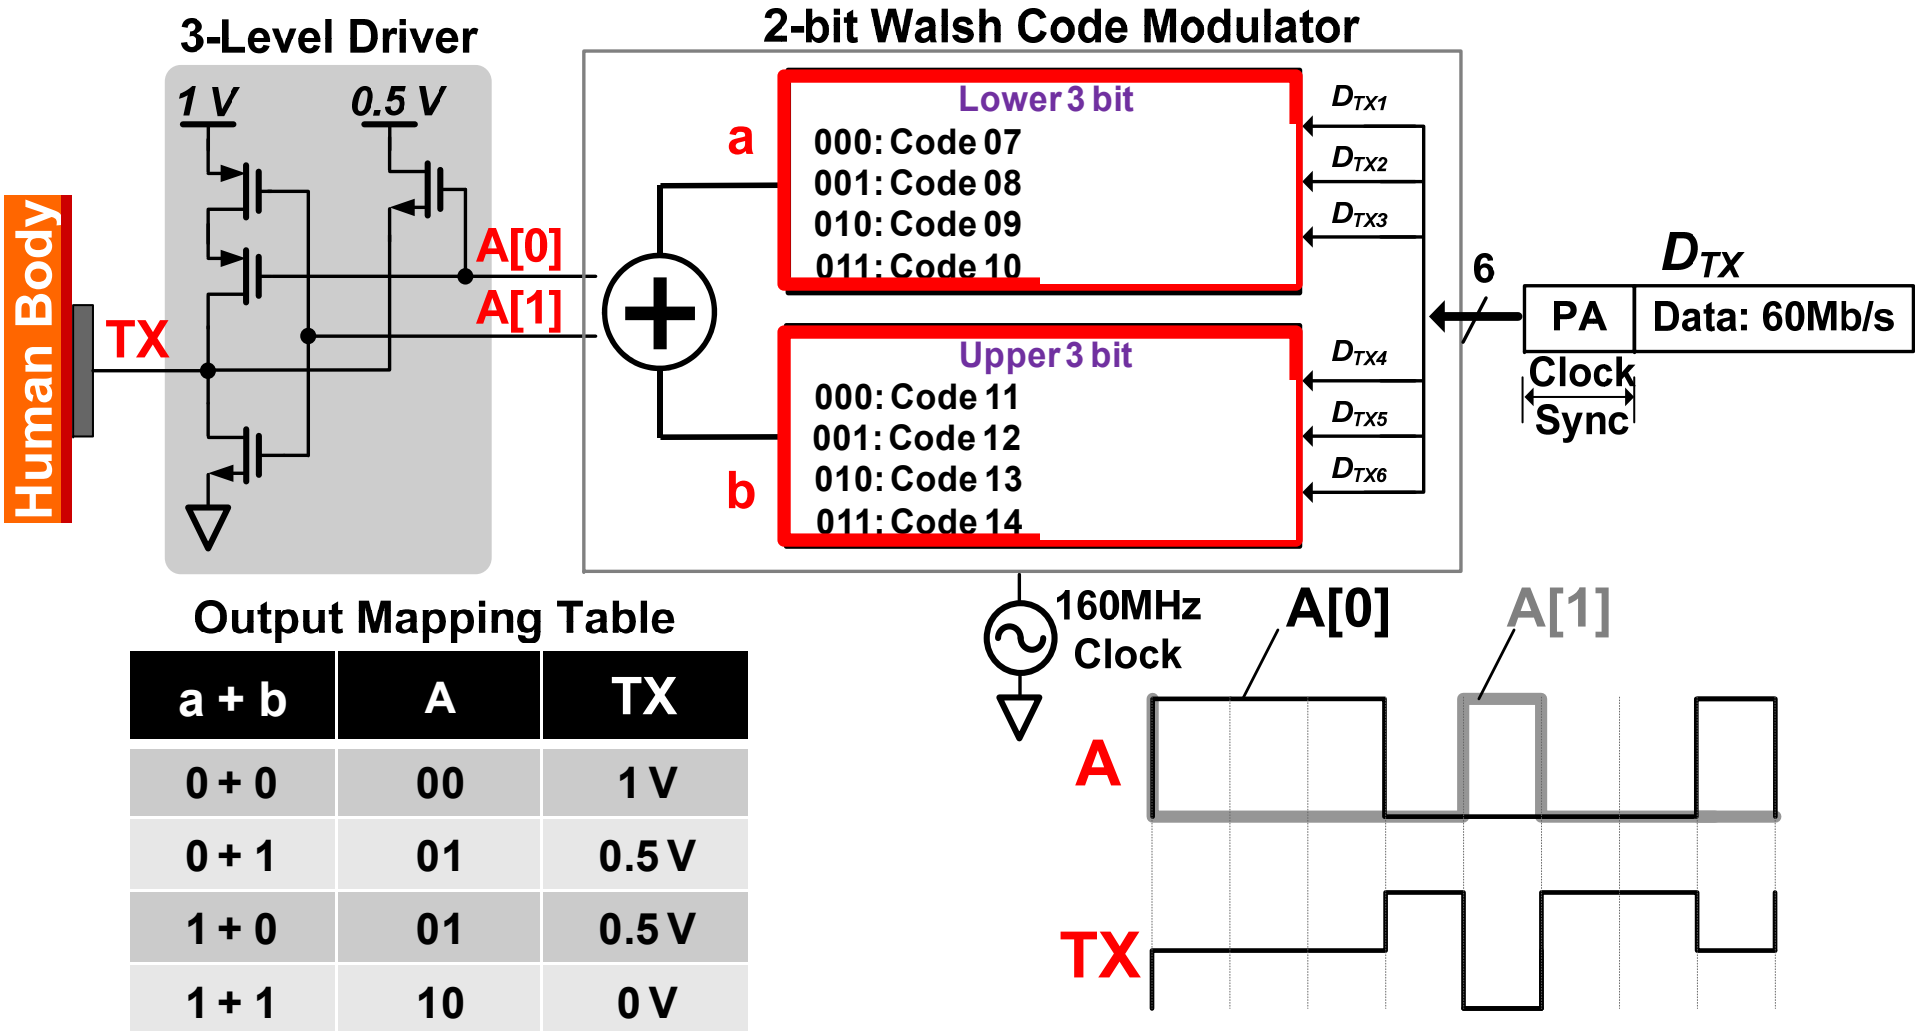 3-Level Driver
2-bit Walsh Code Modulator
1 V
0.5 V
Human Body
TX
A[0]
A[1]
a
Lower 3 bit
000: Code 07
001: Code 08
010: Code 09
011: Code 10
b
Upper 3 bit
000: Code 11
001: Code 12
010: Code 13
011: Code 14
DTX1
DTX2
DTX3
DTX4
DTX5
DTX6
6
DTX
PA
Data: 60Mb/s
Clock
Sync
160MHz
Clock
Output Mapping Table
a + b A TX
0 + 0 00 1 V
0 + 1 01 0.5 V
1 + 0 01 0.5 V
1 + 1 10 0 V
A[0]
A[1]
A
TX